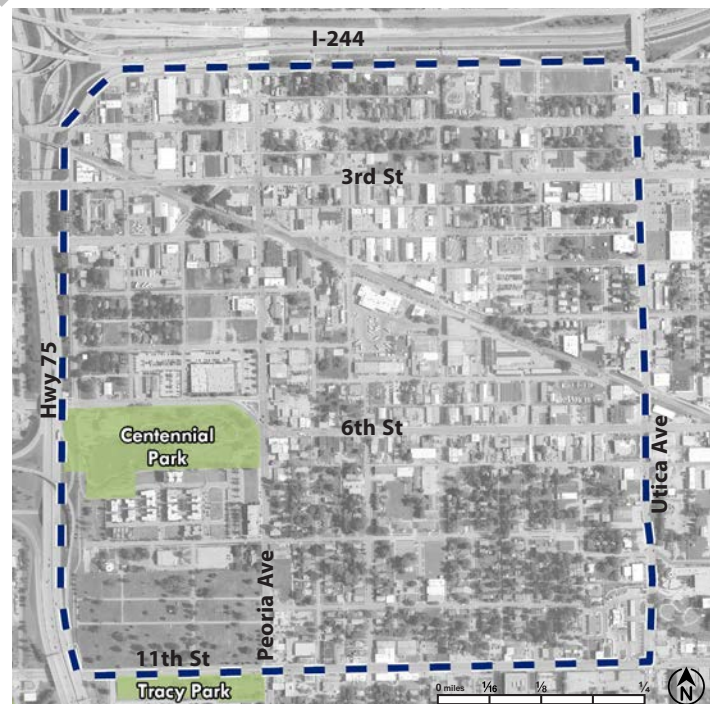 I-244
3rd St
Hwy 75
Centennial
Park
6th St
Utica Ave
Peoria Ave
11th St
Tracy Park
0 miles 1⁄16 1⁄8 1⁄4
N